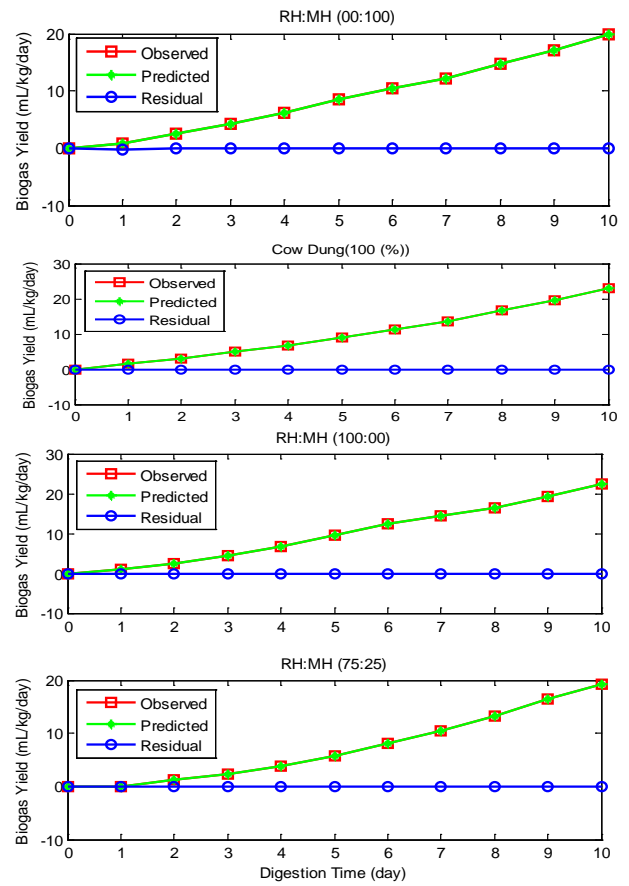 RH:MH (00:100)
Biogas Yield (mL/kg/day)
20
10
0
-10
Observed
Predicted
Residual
0 1 2 3 4 5 6 7 8 9 10
Cow Dung(100 (%))
Biogas Yield (mL/kg/day)
30
20
10
0
-10
Observed
Predicted
Residual
0 1 2 3 4 5 6 7 8 9 10
RH:MH (100:00)
Biogas Yield (mL/kg/day)
30
20
10
0
-10
Observed
Predicted
Residual
0 1 2 3 4 5 6 7 8 9 10
RH:MH (75:25)
Biogas Yield (mL/kg/day)
20
10
0
-10
Observed
Predicted
Residual
0 1 2 3 4 5 6 7 8 9 10
Digestion Time (day)